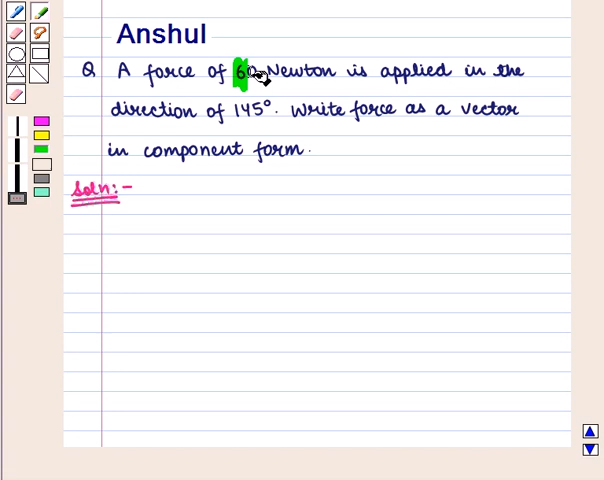 Anshul
Q A force of 60 Newton is applied in the
direction of 145°. Write force as a vector
in component form.
Soln:-